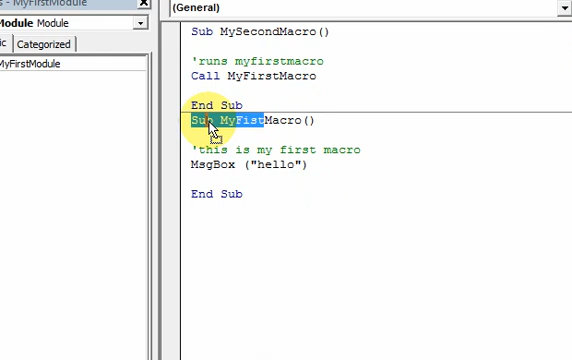 s - MyFirstModule
Module Module
ic Categorized
MyFirstModule
(General)
Sub MySecondMacro()
'runs myfirstmacro
Call MyFirstMacro
End Sub
Sub MyFistMacro()
'this is my first macro
MsgBox ("hello")
End Sub